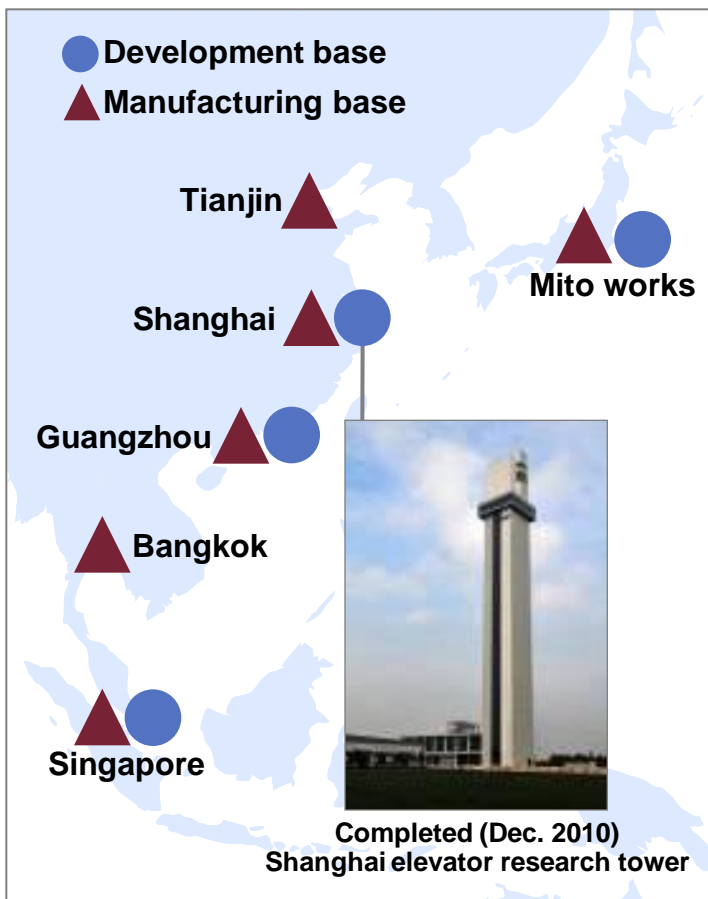 Development base
Manufacturing base
Tianjin
Mito works
Shanghai
Guangzhou
Bangkok
Singapore
Completed (Dec. 2010)
Shanghai elevator research tower